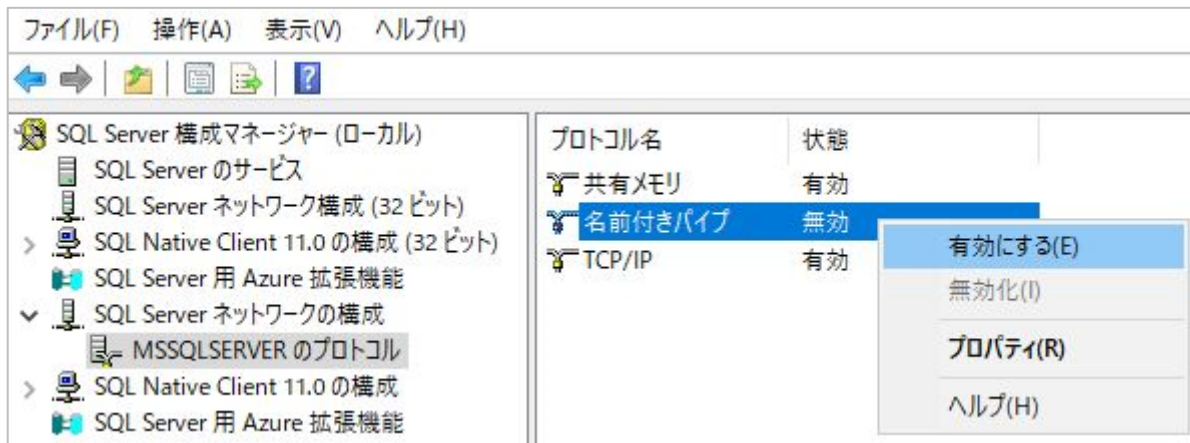 ファイル(F) 操作(A) 表示(V) ヘルプ(H)
SQL Server 構成マネージャー (ローカル)
SQL Server のサービス
SQL Server ネットワーク構成 (32 ビット)
SQL Native Client 11.0 の構成 (32 ビット)
SQL Server 用 Azure 拡張機能
SQL Server ネットワークの構成
MSSQLSERVER のプロトコル
SQL Native Client 11.0 の構成
SQL Server 用 Azure 拡張機能
プロトコル名 状態
共有メモリ 有効
名前付きパイプ 無効
TCP/IP 有効
有効にする(E)
無効化(I)
プロパティ(R)
ヘルプ(H)